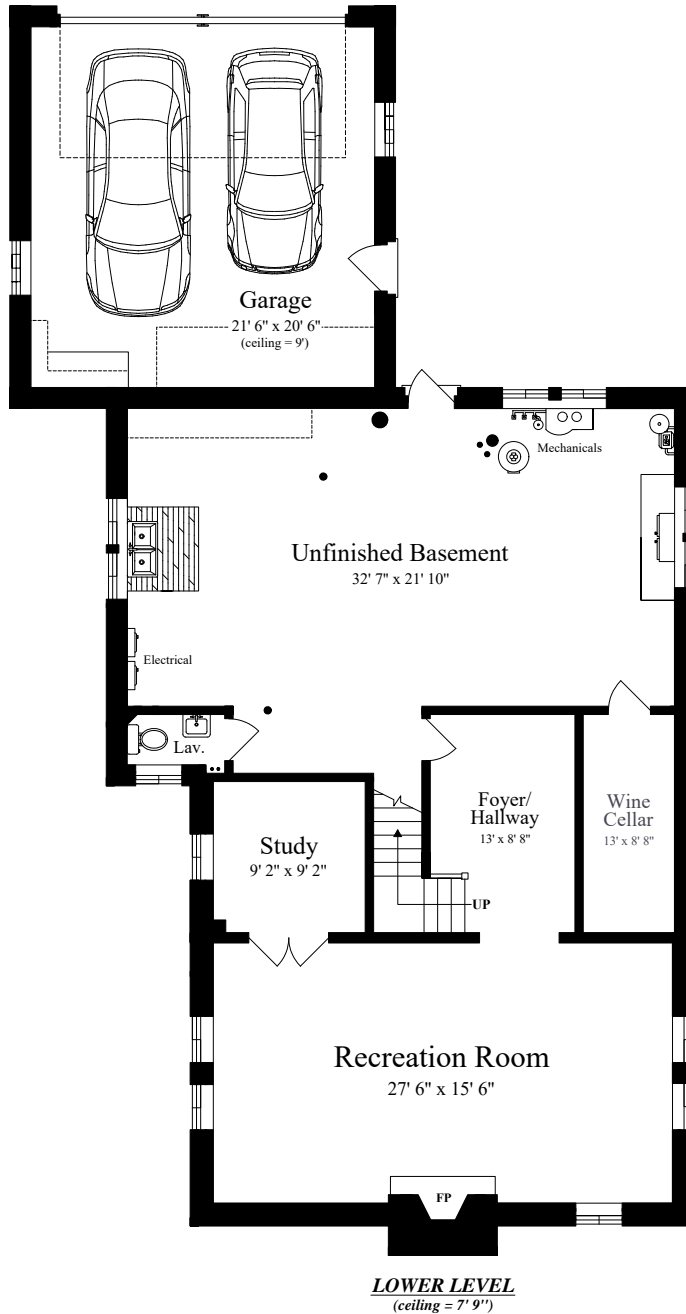 Garage
21' 6" x 20' 6"
(ceiling = 9')
Mechanicals
Unfinished Basement
32' 7" x 21' 10"
Electrical
Lav.
Foyer/
Hallway
13' x 8' 8"
Wine
Cellar
13' x 8' 8"
Study
9' 2" x 9' 2"
UP
Recreation Room
27' 6" x 15' 6"
FP
LOWER LEVEL
(ceiling = 7' 9")